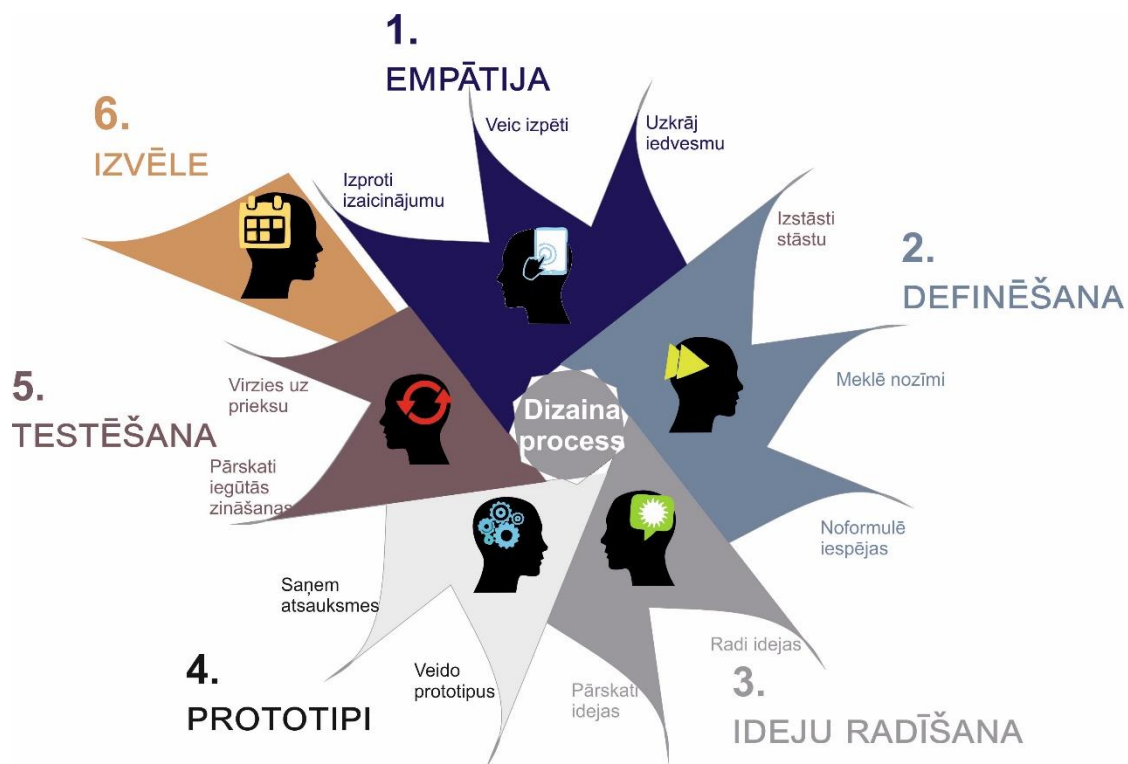 1.
EMPĀTIJA
Izproti
izaicinājumu
Veic izpēti
Uzkrāj
iedvesmu
2.
DEFINĒŠANA
Izstāsti
stāstu
Meklē nozīmi
Noformulē
iespējas
3.
IDEJU RADĪŠANA
Radi idejas
Pārskati
idejas
4.
PROTOTIPI
Veido
prototipus
Saņem
atsauksmes
5.
TESTĒŠANA
Pārskati
iegūtās
zināšanas
Virzies uz
prieksu
6.
IZVĒLE
Dizaina
process